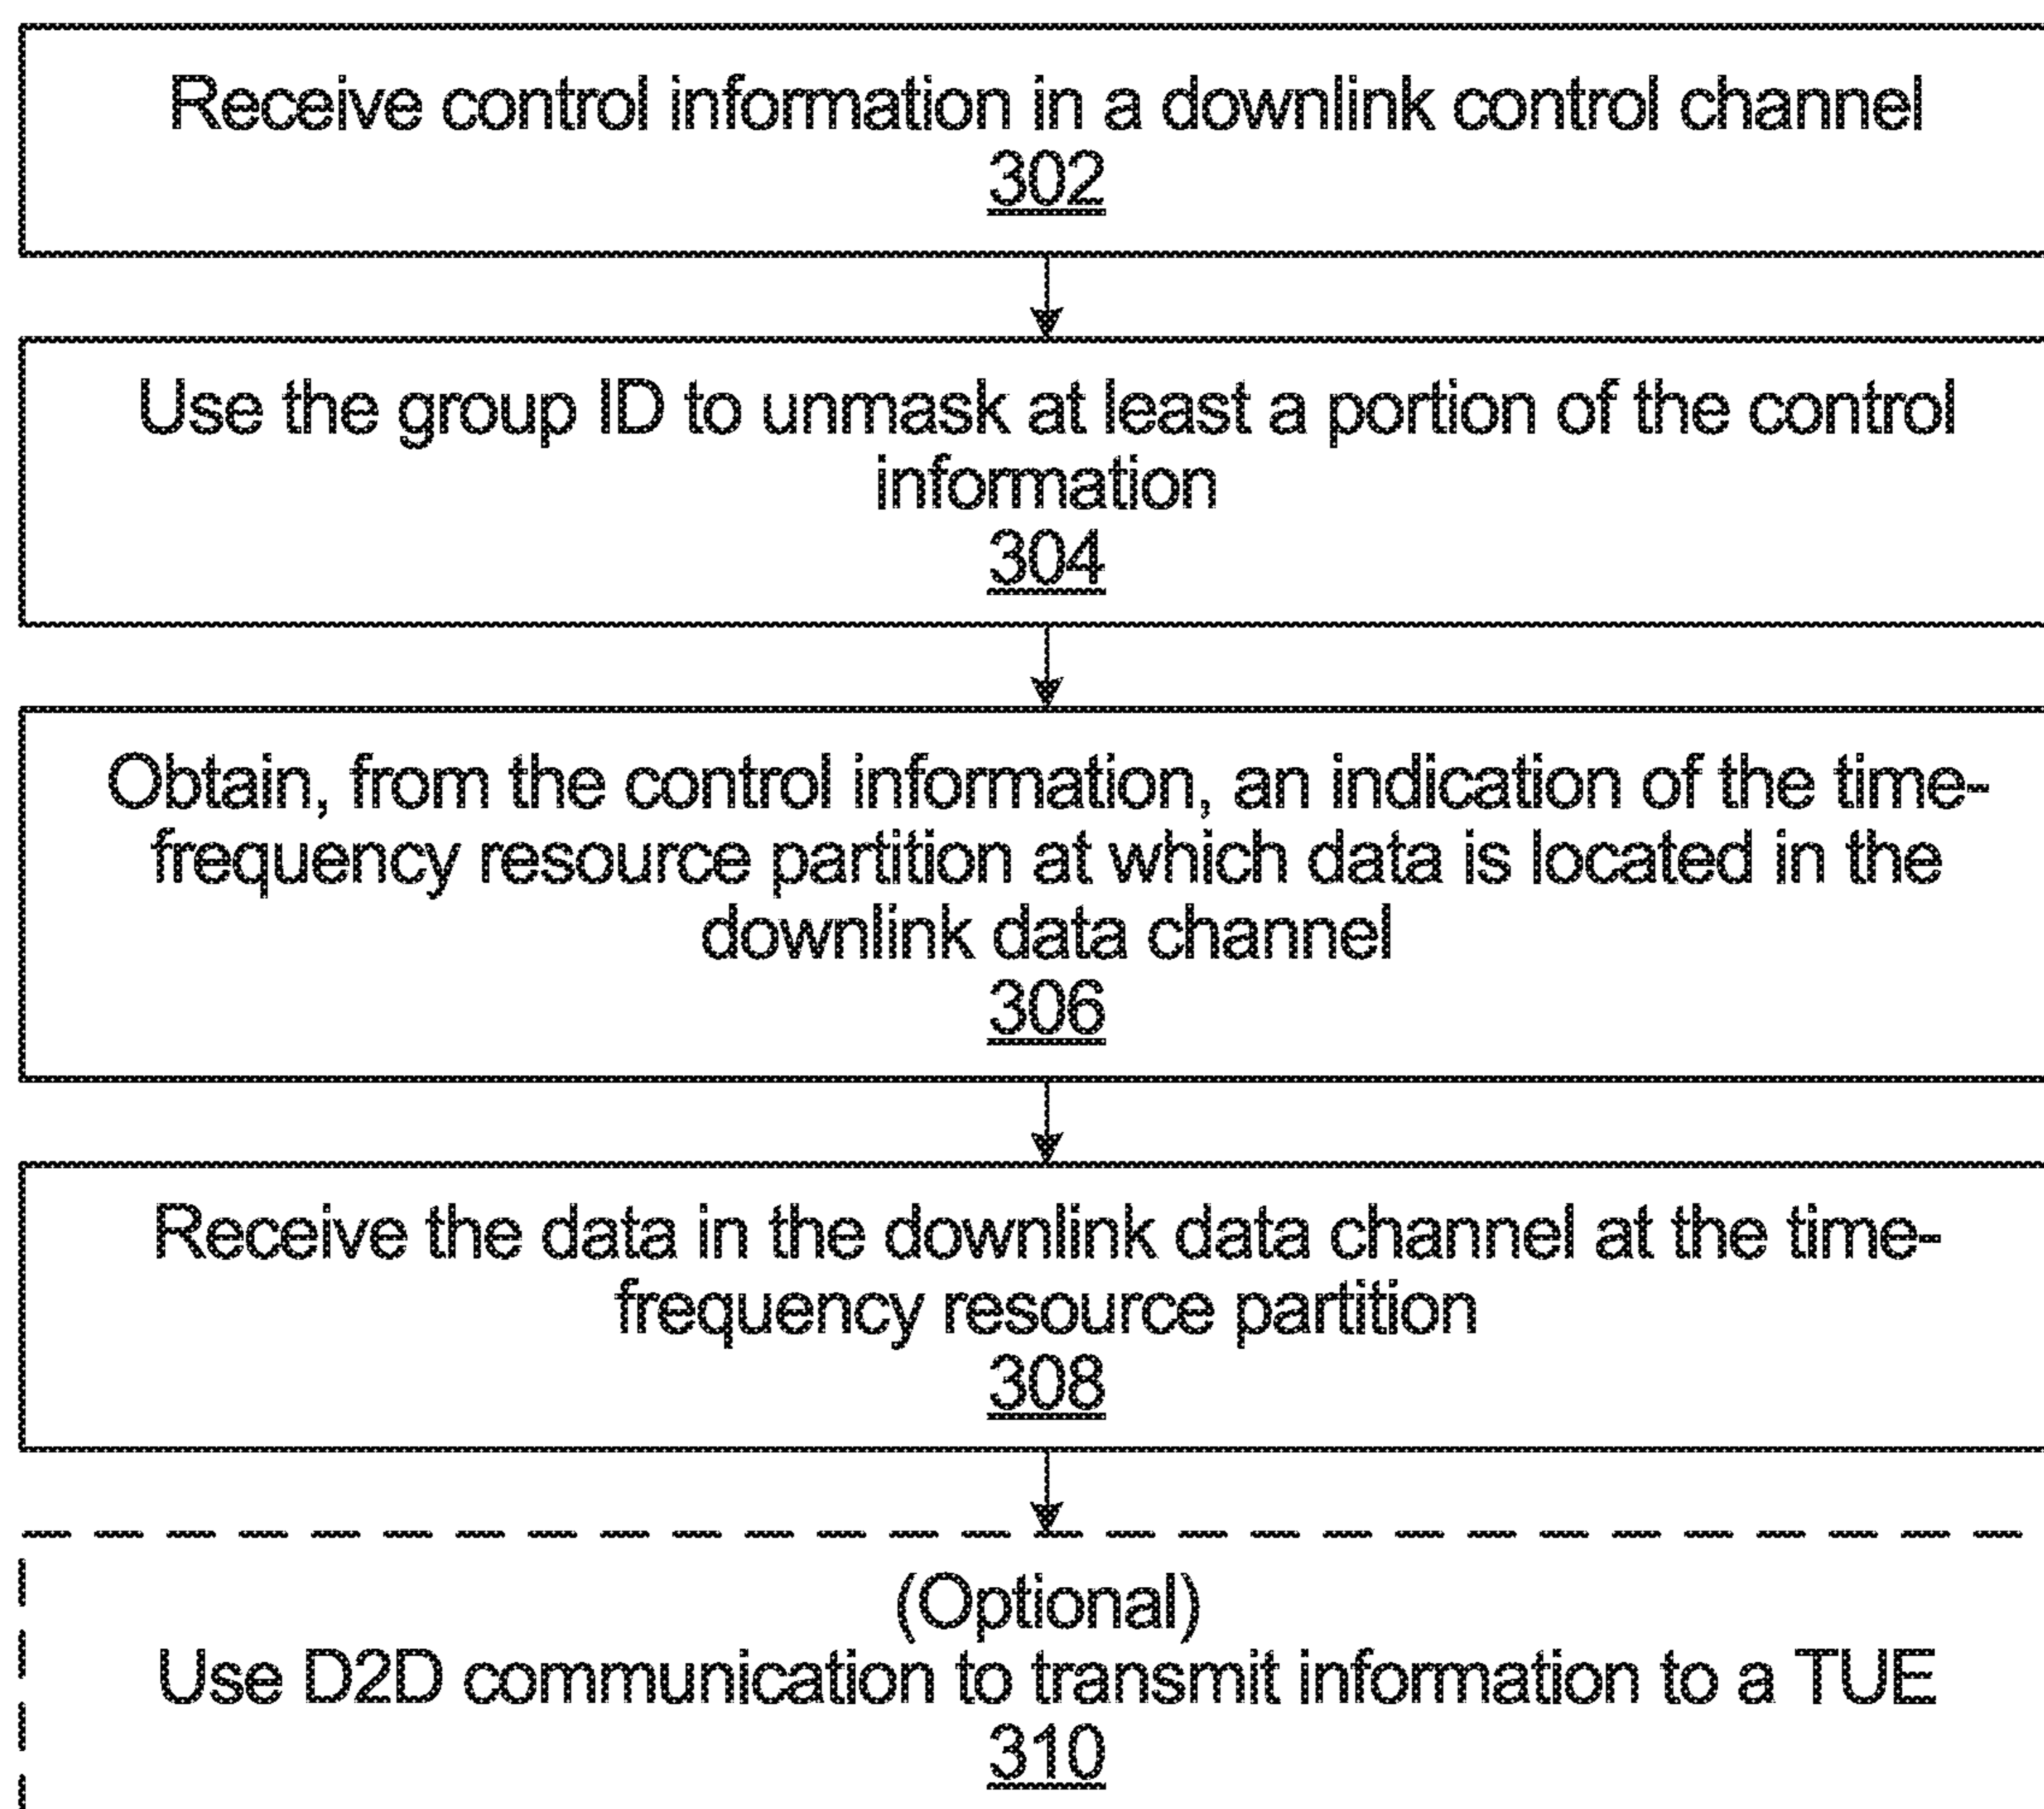 Receive control information in a downlink control channel
302
Use the group ID to unmask at least a portion of the control
information
304
Obtain, from the control information, an indication of the time-
frequency resource partition at which data is located in the
downlink data channel
306
Receive the data in the downlink data channel at the time-
frequency resource partition
308
(Optional)
Use D2D communication to transmit information to a TUE
310